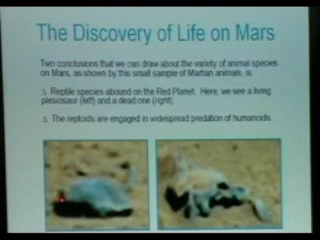 The Discovery of Life on Mars
Two conclusions that we can draw about the variety of animal species
on Mars, as shown by this small sample of Martian animals, is:
Δ Reptile species abound on the Red Planet. Here, we see a living
plesiosaur (left) and a dead one (right).
Δ The reptoids are engaged in widespread predation of humanoids.